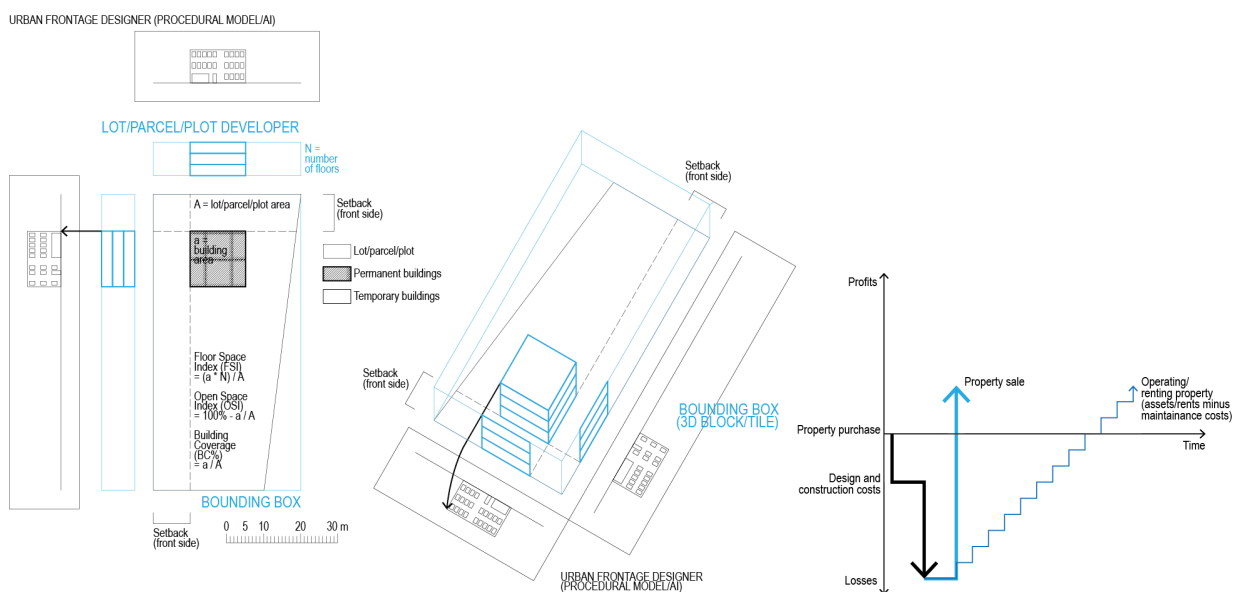 URBAN FRONTAGE DESIGNER (PROCEDURAL MODEL/AI)
LOT/PARCEL/PLOT DEVELOPER
N =
number
of floors
A = lot/parcel/plot area
Setback
(front side)
a =
building
area
Lot/parcel/plot
Permanent buildings
Temporary buildings
Floor Space
Index (FSI)
= (a * N) / A
Open Space
Index (OSI)
= 100% - a / A
Building
Coverage
(BC%)
= a / A
BOUNDING BOX
Setback
(front side)
0 5 10 20 30 m
Setback
(front side)
Setback
(front side)
BOUNDING BOX
(3D BLOCK/TILE)
URBAN FRONTAGE DESIGNER
(PROCEDURAL MODEL/AI)
Profits
Property sale
Operating/
renting property
(assets/rents minus
maintainance costs)
Property purchase
Time
Design and
construction costs
Losses